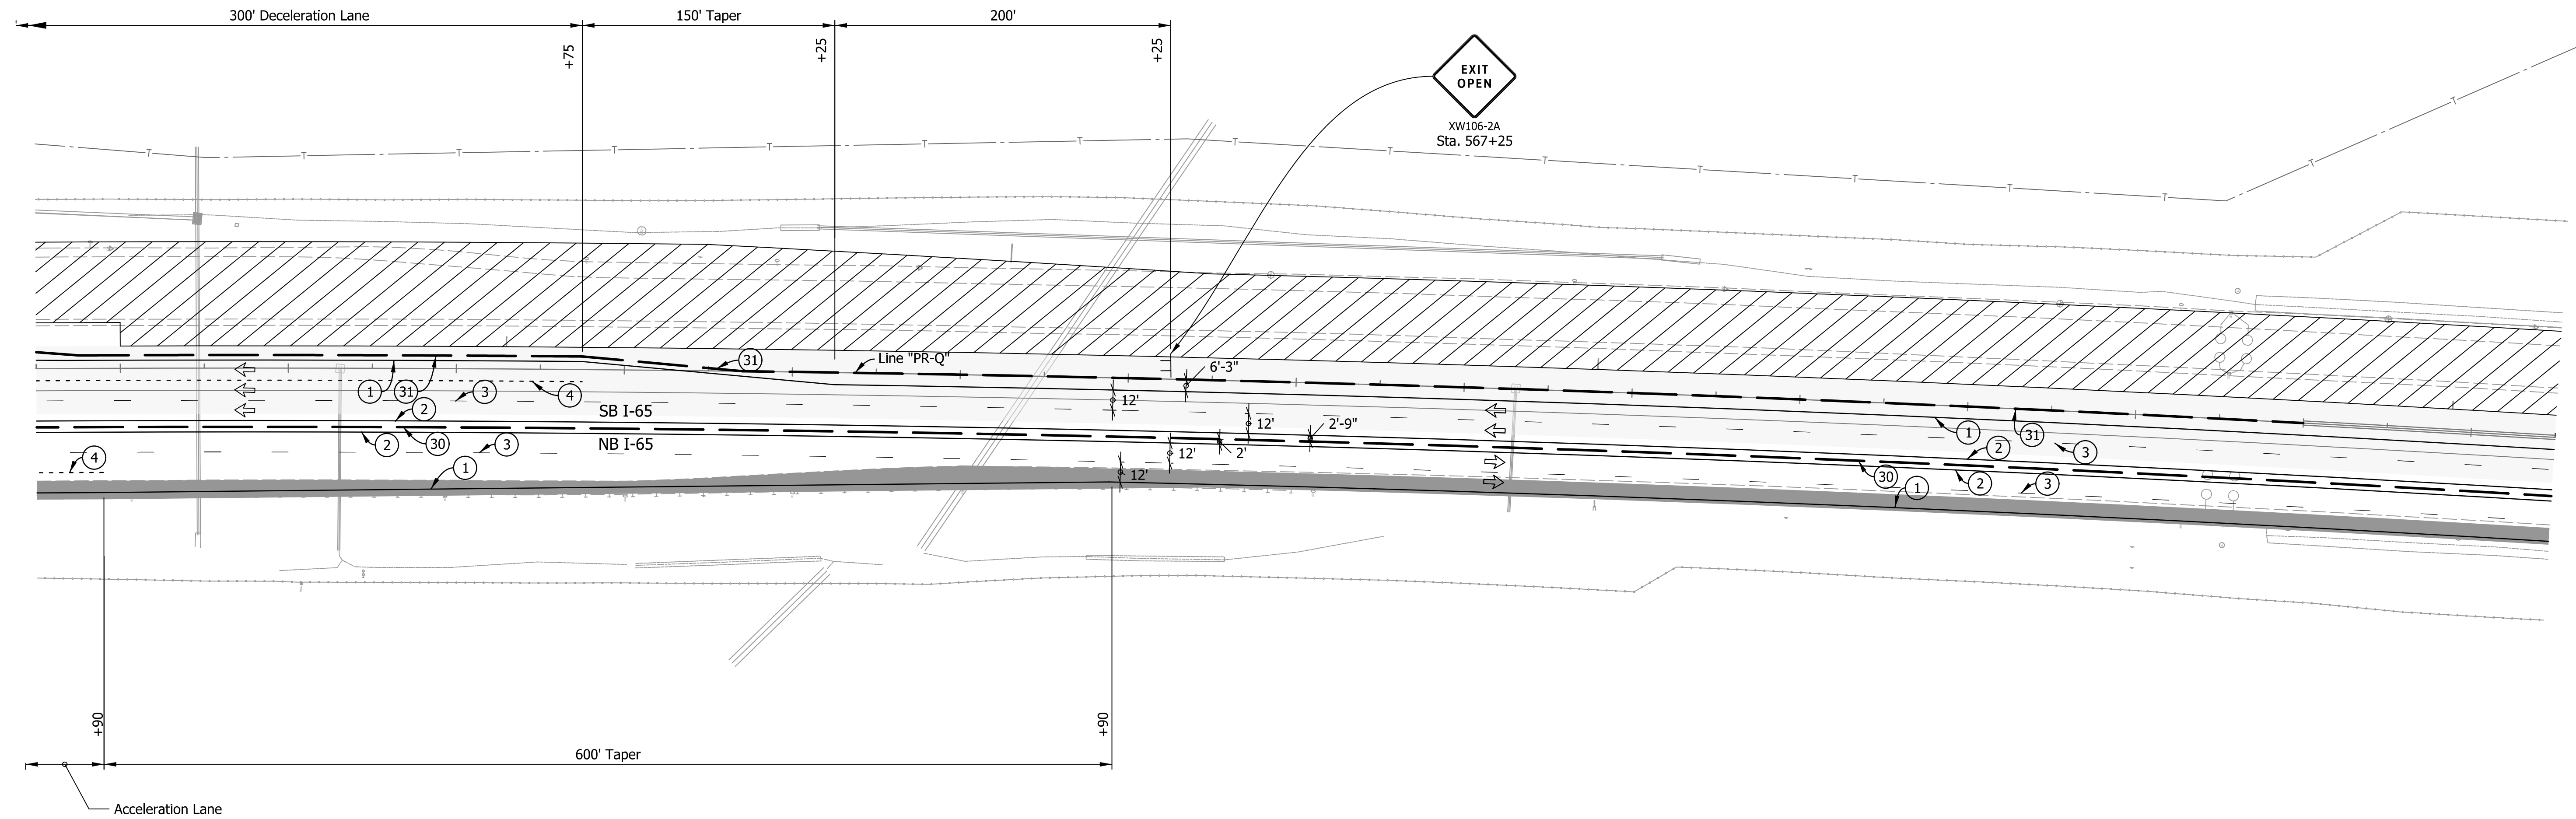 300' Deceleration Lane
150' Taper
200'
+75
+25
+25
EXIT
OPEN
XW106-2A
Sta. 567+25
T T T T T T T T T T T T T T T T
31
Line "PR-Q"
6'-3"
1
31
3
4
12'
2
SB I-65
12'
2'-9"
1
31
2
3
2
30
3
NB I-65
12'
2'
4
1
12'
30
2
3
1
+90
+90
600' Taper
Acceleration Lane